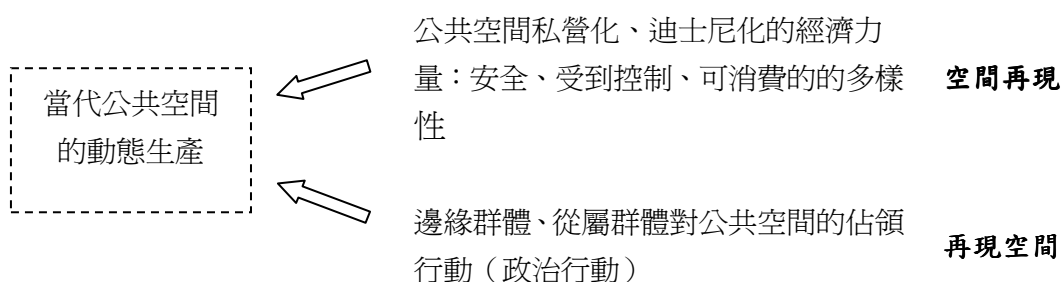 公共空間私營化、迪士尼化的經濟力
量：安全、受到控制、可消費的的多樣
性
空間再現
當代公共空間
的動態生產
邊緣群體、從屬群體對公共空間的佔領
行動（政治行動）
再現空間